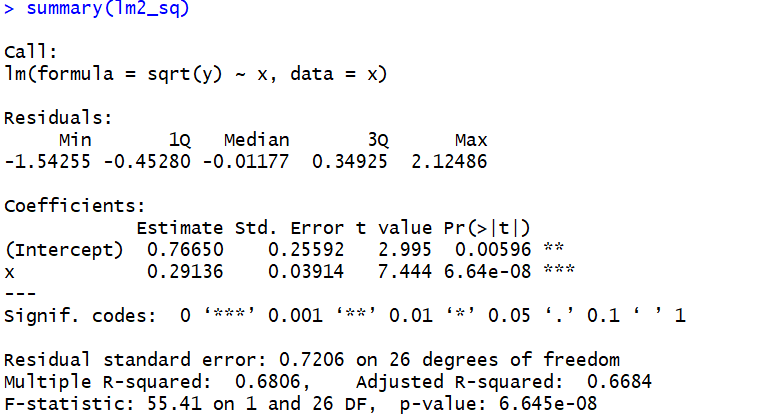 > summary(lm2_sq)
Call:
lm(formula = sqrt(y) ~ x, data = x)
Residuals:
     Min       1Q   Median       3Q      Max
-1.54255 -0.45280 -0.01177  0.34925  2.12486
Coefficients:
            Estimate Std. Error t value Pr(>|t|)
(Intercept)  0.76650    0.25592   2.995  0.00596 **
x            0.29136    0.03914   7.444 6.64e-08 ***
---
Signif. codes:  0 ‘***’ 0.001 ‘**’ 0.01 ‘*’ 0.05 ‘.’ 0.1 ‘ ’ 1
Residual standard error: 0.7206 on 26 degrees of freedom
Multiple R-squared:  0.6806,    Adjusted R-squared:  0.6684
F-statistic: 55.41 on 1 and 26 DF,  p-value: 6.645e-08